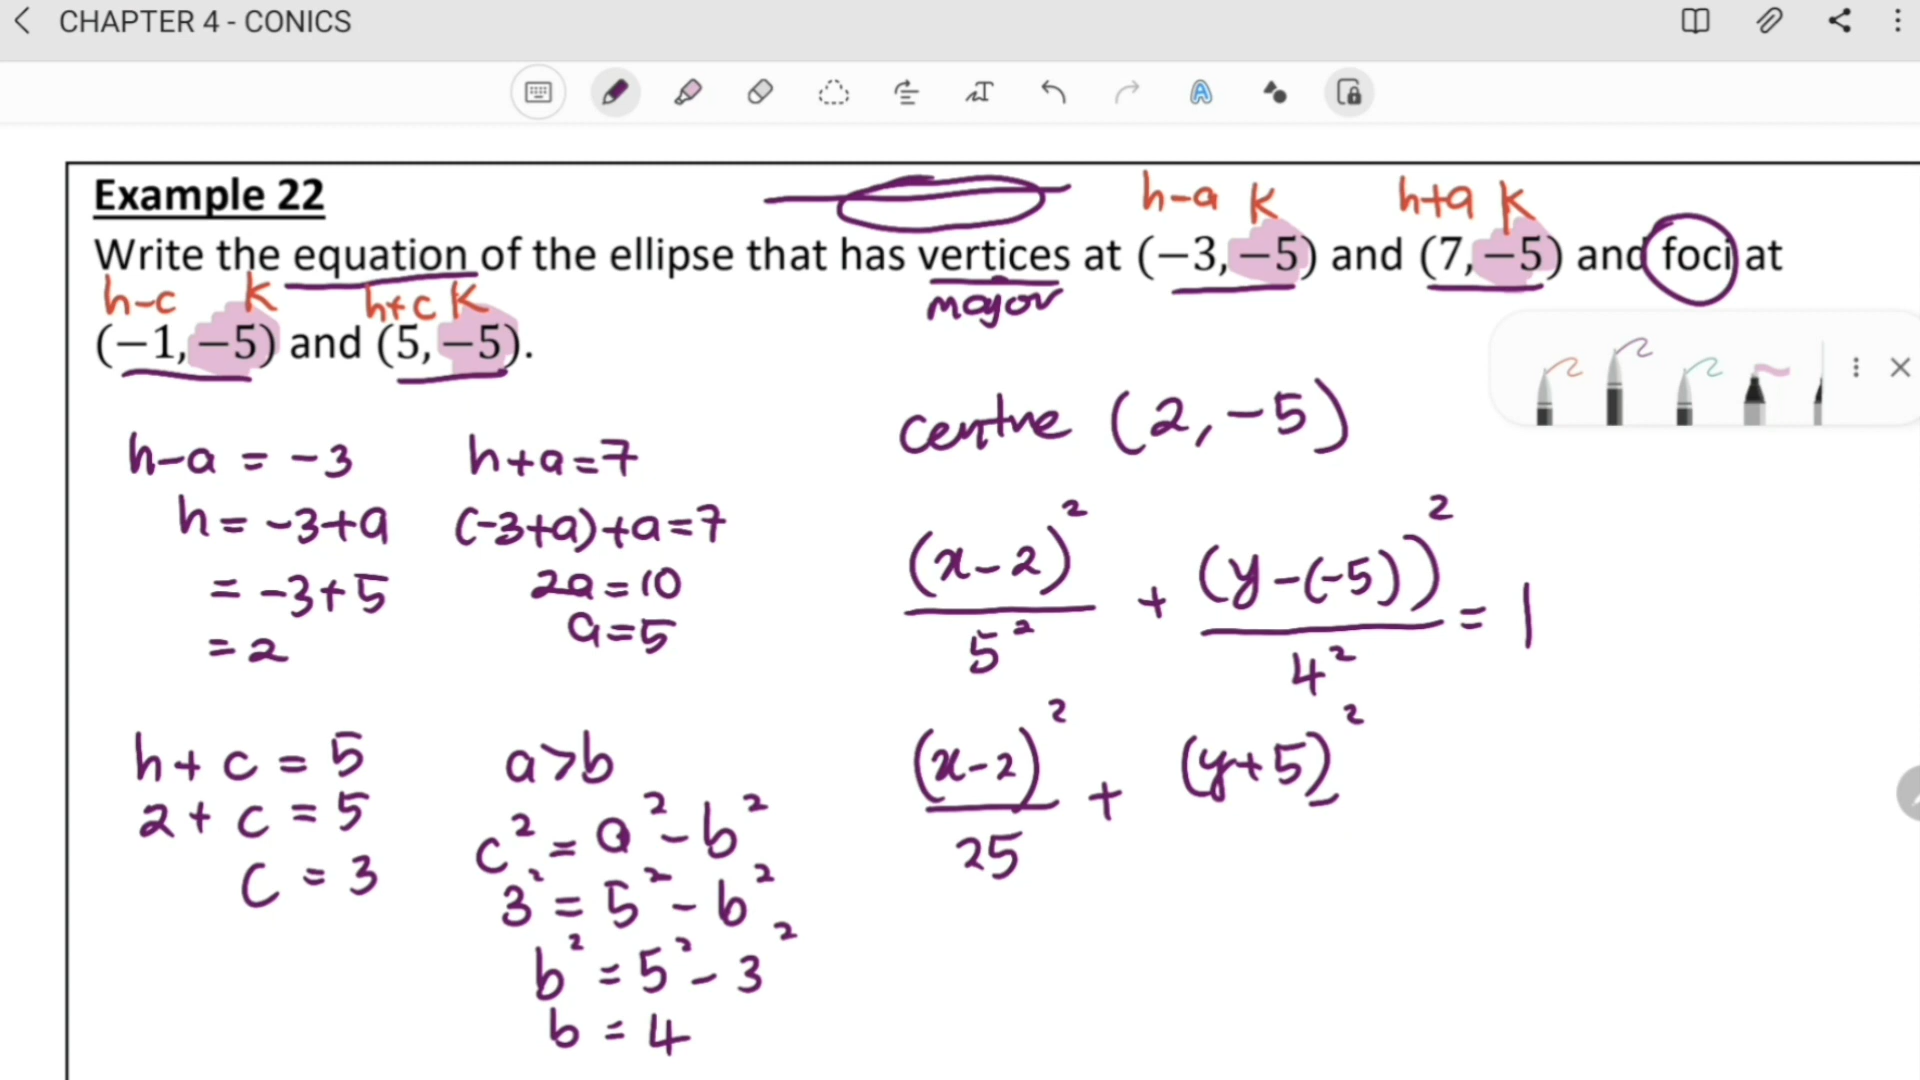 CHAPTER 4 - CONICS
Example 22
h-a K h+a K
Write the equation of the ellipse that has vertices at (−3,−5) and (7,−5) and foci at
h-c K h+c K major
(−1,−5) and (5,−5).
centre (2,-5)
h-a = -3
h = -3+a
= -3+5
= 2
h+a=7
(-3+a)+a=7
2a=10
a=5
h + c = 5
2 + c = 5
c = 3
a>b
c² = a² - b²
3² = 5² - b²
b² = 5² - 3²
b = 4
(x-2)²/5² + (y-(-5))²/4² = 1
(x-2)²/25 + (y+5)²